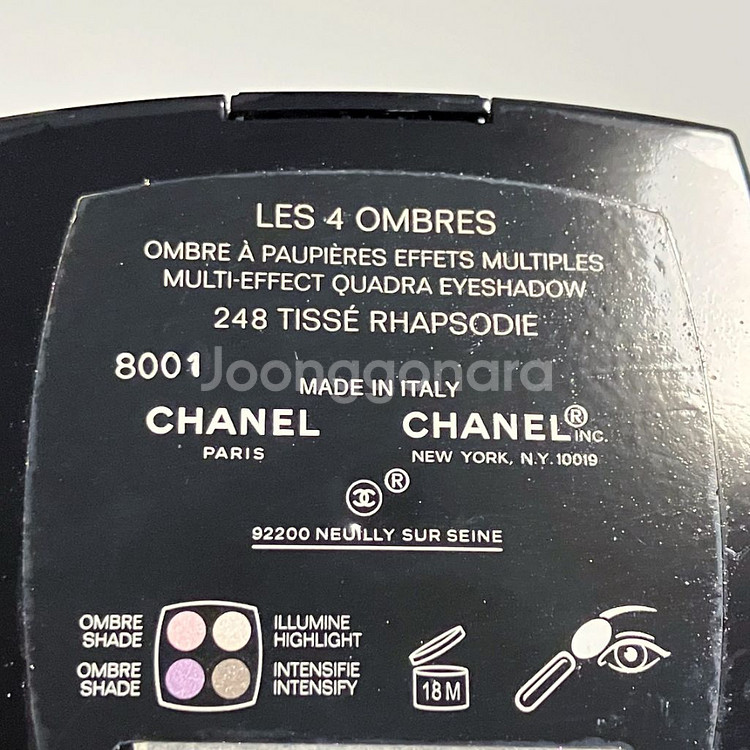 LES 4 OMBRES
OMBRE À PAUPIÈRES EFFETS MULTIPLES
MULTI-EFFECT QUADRA EYESHADOW
248 TISSÉ RHAPSODIE
8001
Joonggonara
MADE IN ITALY
CHANEL
PARIS
CHANEL® INC.
NEW YORK, N.Y. 10019
®
92200 NEUILLY SUR SEINE
OMBRE
SHADE
ILLUMINE
HIGHLIGHT
OMBRE
SHADE
INTENSIFIE
INTENSIFY
18 M